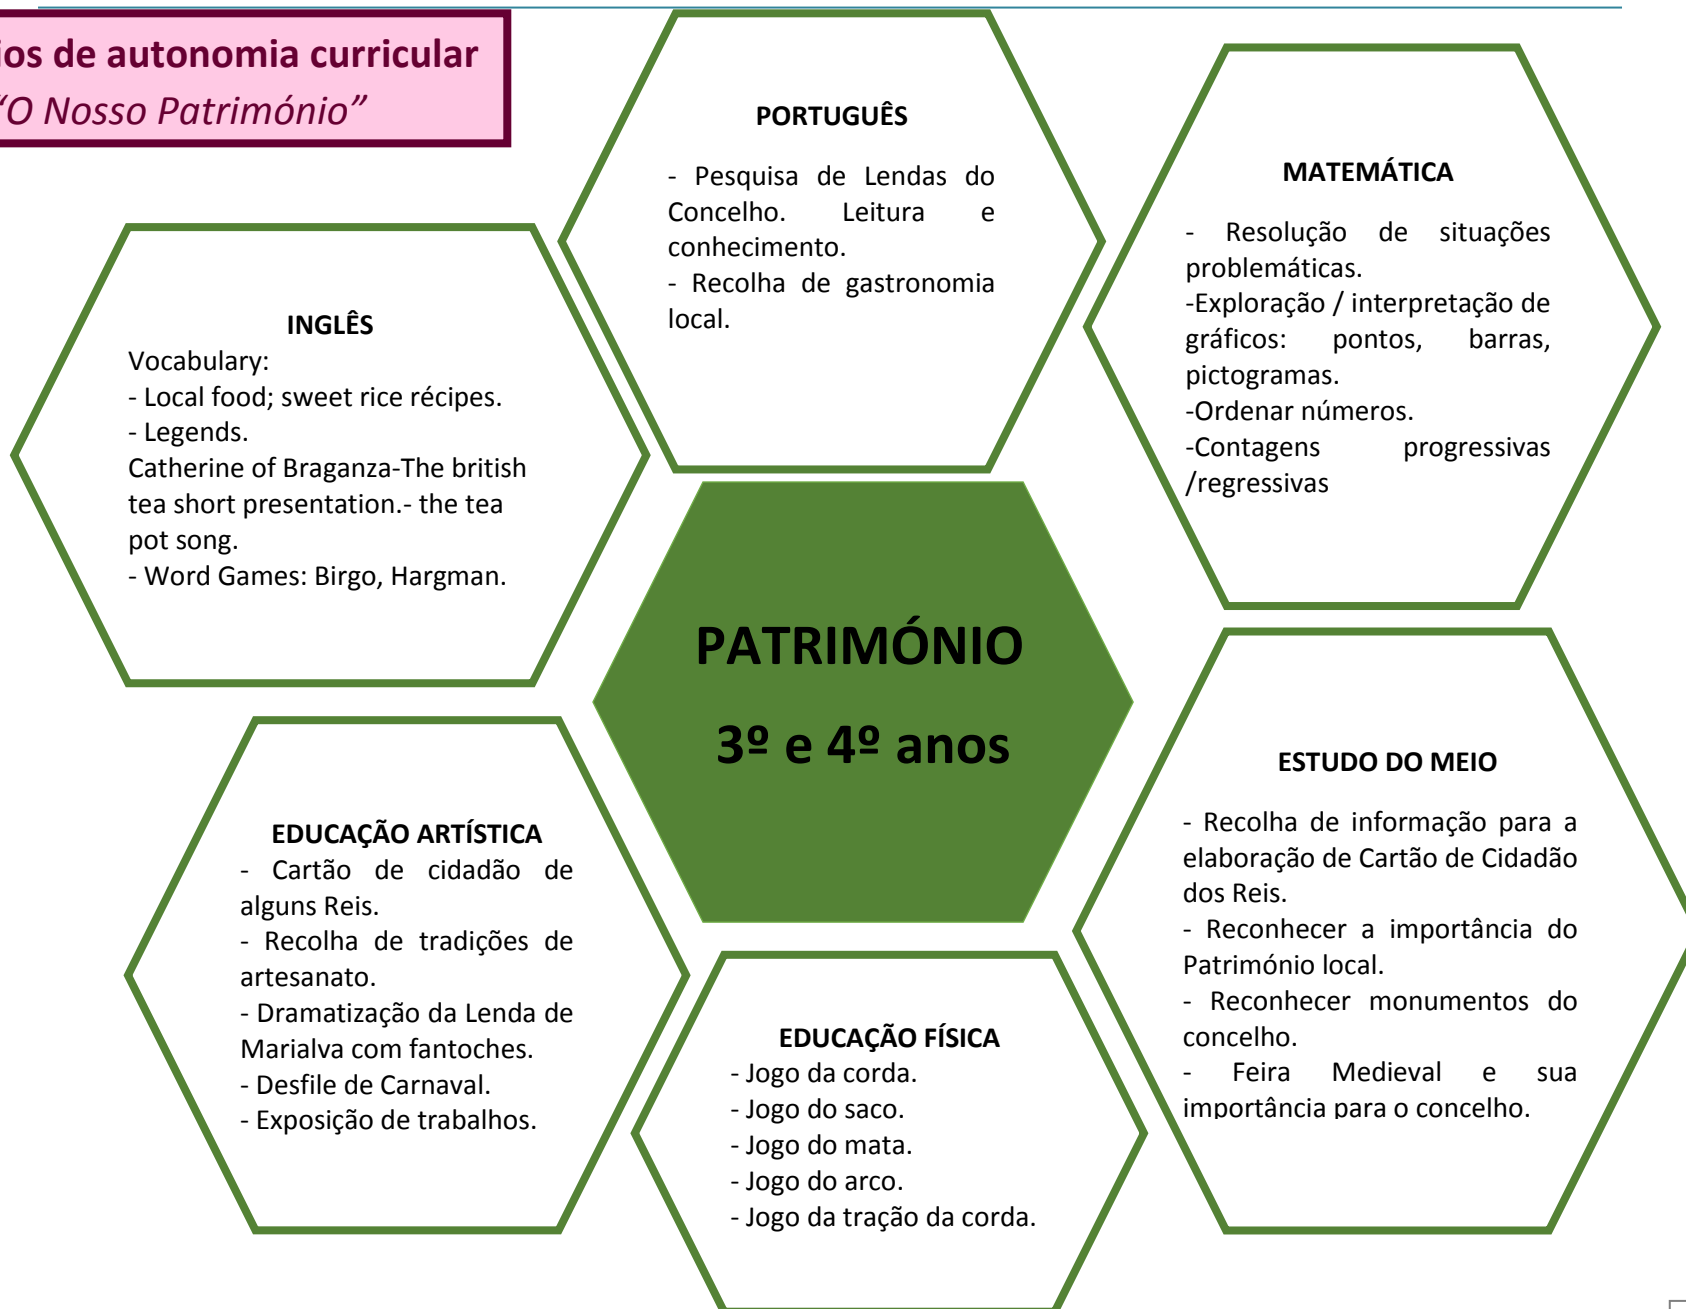 ios de autonomia curricular
“O Nosso Património”
PORTUGUÊS
- Pesquisa de Lendas do
Concelho. Leitura e
conhecimento.
- Recolha de gastronomia
local.
MATEMÁTICA
- Resolução de situações
problemáticas.
-Exploração / interpretação de
gráficos: pontos, barras,
pictogramas.
-Ordenar números.
-Contagens progressivas
/regressivas
INGLÊS
Vocabulary:
- Local food; sweet rice récipes.
- Legends.
Catherine of Braganza-The british
tea short presentation.- the tea
pot song.
- Word Games: Birgo, Hargman.
PATRIMÓNIO
3º e 4º anos
ESTUDO DO MEIO
- Recolha de informação para a
elaboração de Cartão de Cidadão
dos Reis.
- Reconhecer a importância do
Património local.
- Reconhecer monumentos do
concelho.
- Feira Medieval e sua
importância para o concelho.
EDUCAÇÃO ARTÍSTICA
- Cartão de cidadão de
alguns Reis.
- Recolha de tradições de
artesanato.
- Dramatização da Lenda de
Marialva com fantoches.
- Desfile de Carnaval.
- Exposição de trabalhos.
EDUCAÇÃO FÍSICA
- Jogo da corda.
- Jogo do saco.
- Jogo do mata.
- Jogo do arco.
- Jogo da tração da corda.